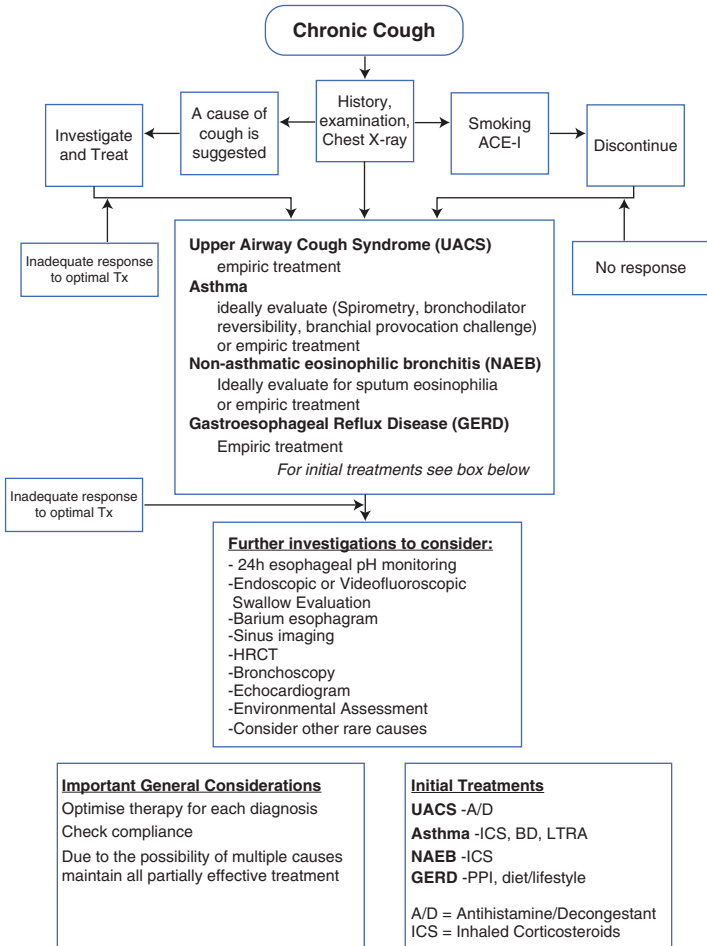 Chronic Cough
History,
examination,
Chest X-ray
A cause of
cough is
suggested
Investigate
and Treat
Smoking
ACE-I
Discontinue
Inadequate response
to optimal Tx
No response
Upper Airway Cough Syndrome (UACS)
empiric treatment
Asthma
ideally evaluate (Spirometry, bronchodilator
reversibility, branchial provocation challenge)
or empiric treatment
Non-asthmatic eosinophilic bronchitis (NAEB)
Ideally evaluate for sputum eosinophilia
or empiric treatment
Gastroesophageal Reflux Disease (GERD)
Empiric treatment
For initial treatments see box below
Inadequate response
to optimal Tx
Further investigations to consider:
- 24h esophageal pH monitoring
-Endoscopic or Videofluoroscopic
Swallow Evaluation
-Barium esophagram
-Sinus imaging
-HRCT
-Bronchoscopy
-Echocardiogram
-Environmental Assessment
-Consider other rare causes
Important General Considerations
Optimise therapy for each diagnosis
Check compliance
Due to the possibility of multiple causes
maintain all partially effective treatment
Initial Treatments
UACS -A/D
Asthma -ICS, BD, LTRA
NAEB -ICS
GERD -PPI, diet/lifestyle
A/D = Antihistamine/Decongestant
ICS = Inhaled Corticosteroids